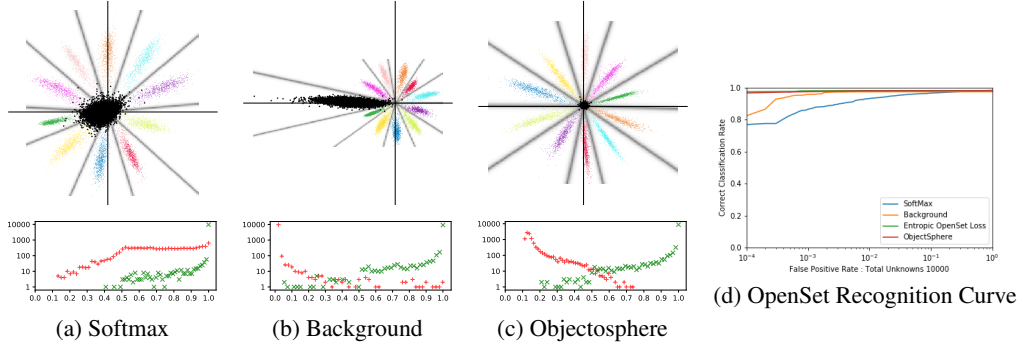 10000
1000
100
10
1
0.0 0.1 0.2 0.3 0.4 0.5 0.6 0.7 0.8 0.9 1.0
(a) Softmax
10000
1000
100
10
1
0.0 0.1 0.2 0.3 0.4 0.5 0.6 0.7 0.8 0.9 1.0
(b) Background
10000
1000
100
10
1
0.0 0.1 0.2 0.3 0.4 0.5 0.6 0.7 0.8 0.9 1.0
(c) Objectosphere
Correct Classification Rate
1.0
0.8
0.6
0.4
0.2
0.0
SoftMax
Background
Entropic OpenSet Loss
ObjectSphere
10⁻⁴ 10⁻³ 10⁻² 10⁻¹ 10⁰
False Positive Rate : Total Unknowns 10000
(d) OpenSet Recognition Curve